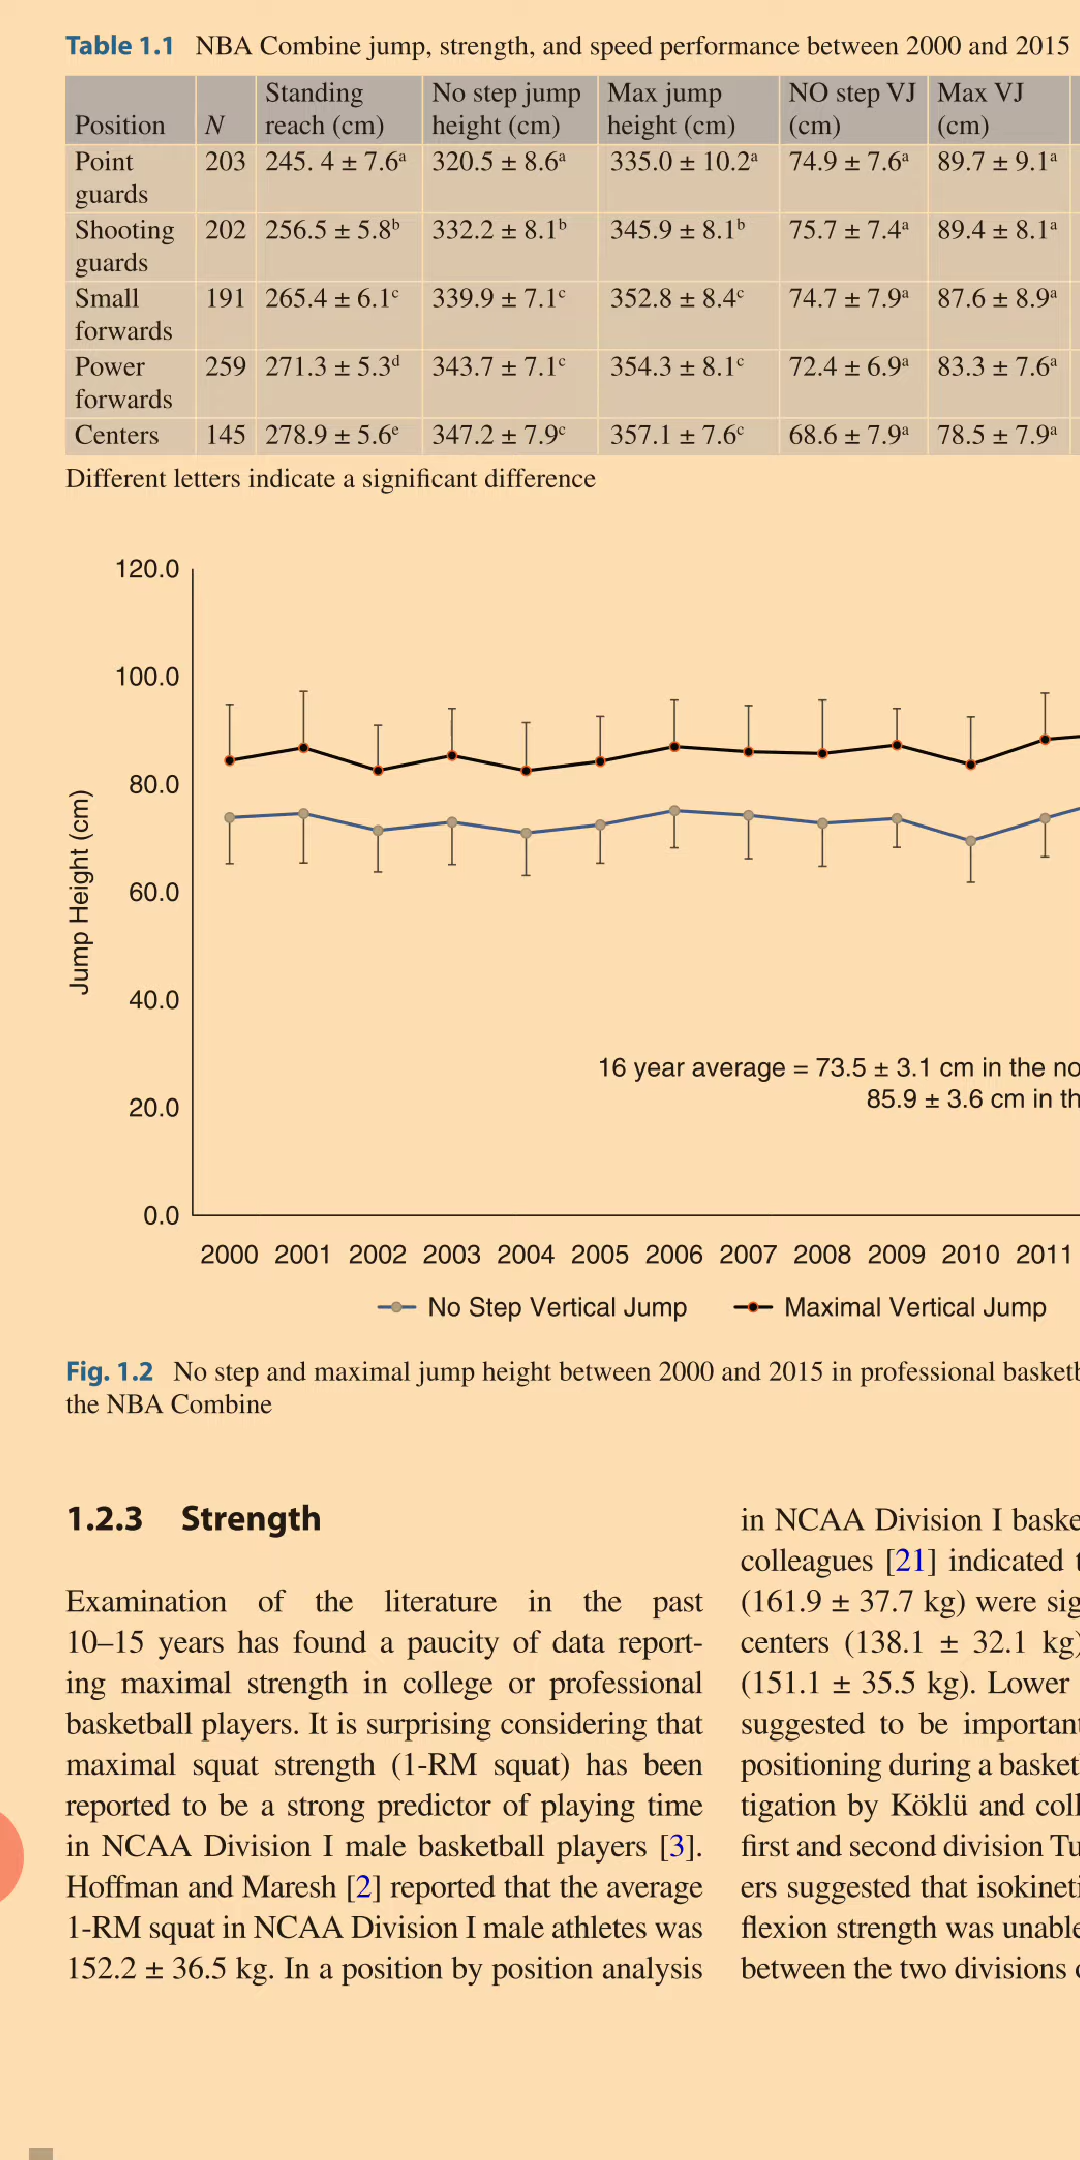 Table 1.1 NBA Combine jump, strength, and speed performance between 2000 and 2015
Position N Standing reach (cm) No step jump height (cm) Max jump height (cm) NO step VJ (cm) Max VJ (cm)
Point guards 203 245. 4 ± 7.6a 320.5 ± 8.6a 335.0 ± 10.2a 74.9 ± 7.6a 89.7 ± 9.1a
Shooting guards 202 256.5 ± 5.8b 332.2 ± 8.1b 345.9 ± 8.1b 75.7 ± 7.4a 89.4 ± 8.1a
Small forwards 191 265.4 ± 6.1c 339.9 ± 7.1c 352.8 ± 8.4c 74.7 ± 7.9a 87.6 ± 8.9a
Power forwards 259 271.3 ± 5.3d 343.7 ± 7.1c 354.3 ± 8.1c 72.4 ± 6.9a 83.3 ± 7.6a
Centers 145 278.9 ± 5.6e 347.2 ± 7.9c 357.1 ± 7.6c 68.6 ± 7.9a 78.5 ± 7.9a
Different letters indicate a significant difference
120.0
100.0
80.0
60.0
40.0
20.0
0.0
Jump Height (cm)
16 year average = 73.5 ± 3.1 cm in the no
85.9 ± 3.6 cm in th
2000 2001 2002 2003 2004 2005 2006 2007 2008 2009 2010 2011
No Step Vertical Jump Maximal Vertical Jump
Fig. 1.2 No step and maximal jump height between 2000 and 2015 in professional basketb
the NBA Combine
1.2.3 Strength
Examination of the literature in the past
10–15 years has found a paucity of data report-
ing maximal strength in college or professional
basketball players. It is surprising considering that
maximal squat strength (1-RM squat) has been
reported to be a strong predictor of playing time
in NCAA Division I male basketball players [3].
Hoffman and Maresh [2] reported that the average
1-RM squat in NCAA Division I male athletes was
152.2 ± 36.5 kg. In a position by position analysis
in NCAA Division I baske
colleagues [21] indicated t
(161.9 ± 37.7 kg) were sig
centers (138.1 ± 32.1 kg)
(151.1 ± 35.5 kg). Lower
suggested to be important
positioning during a basket
tigation by Köklü and coll
first and second division Tu
ers suggested that isokineti
flexion strength was unable
between the two divisions